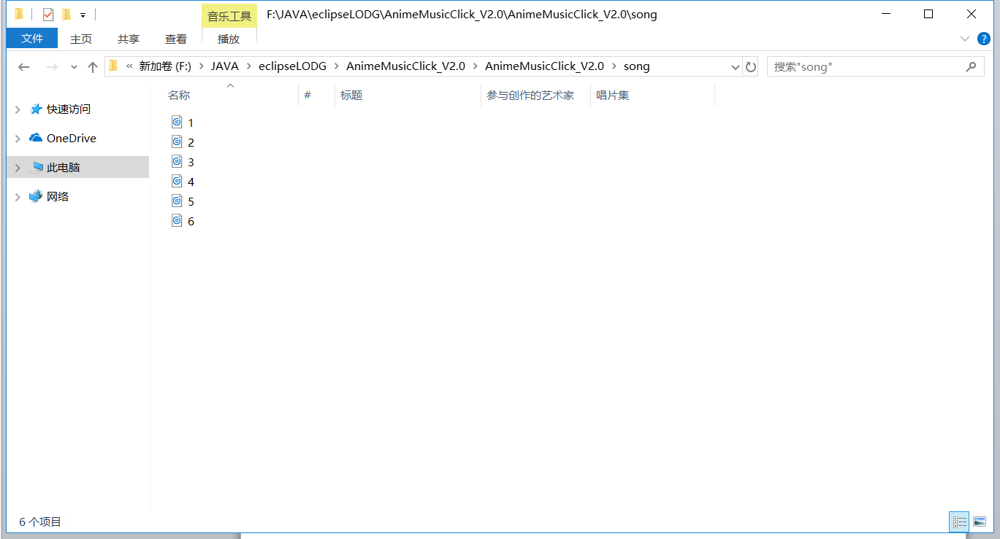 音乐工具 F:\JAVA\eclipseLODG\AnimeMusicClick_V2.0\AnimeMusicClick_V2.0\song
文件 主页 共享 查看 播放 ?
« 新加卷 (F:) > JAVA > eclipseLODG > AnimeMusicClick_V2.0 > AnimeMusicClick_V2.0 > song 搜索"song"
名称 # 标题 参与创作的艺术家 唱片集
快速访问
OneDrive
此电脑
网络
1
2
3
4
5
6
6 个项目